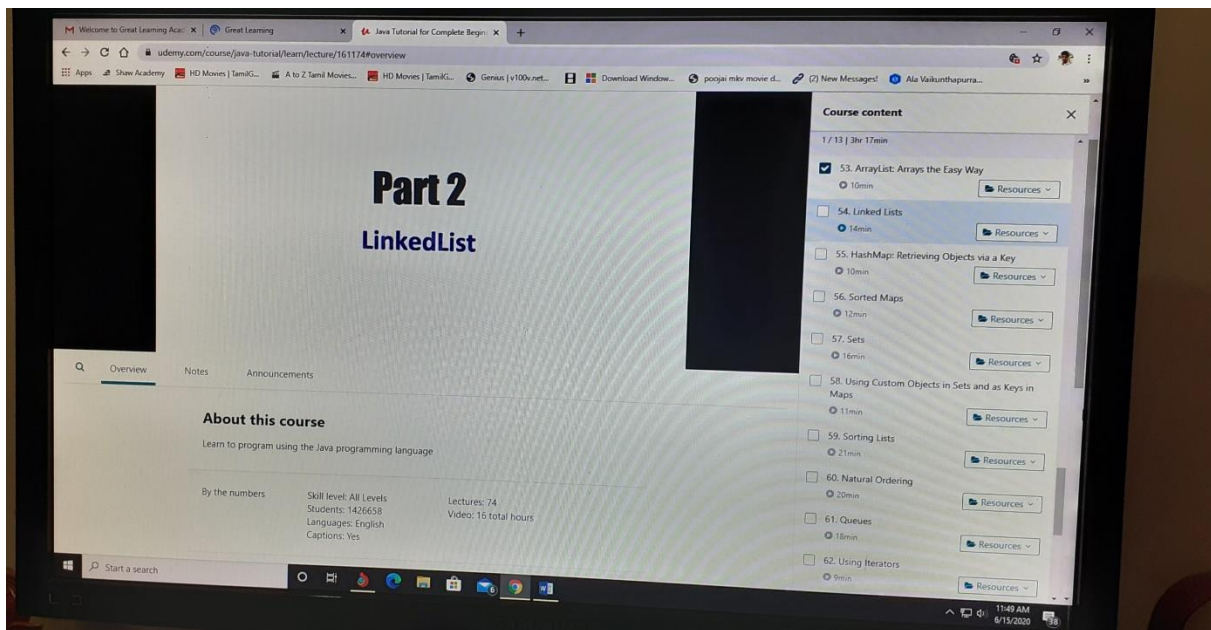 Welcome to Great Learning Acad
Great Learning
Java Tutorial for Complete Begin
udemy.com/course/java-tutorial/learn/lecture/161174#overview
Apps
Shaw Academy
HD Movies | TamilG...
A to Z Tamil Movies...
HD Movies | TamilG...
Genius | v100v.net...
Download Window...
poojai mkv movie d...
(2) New Messages!
Ala Vaikunthapurra...
Part 2
LinkedList
Course content
1 / 13 | 3hr 17min
53. ArrayList: Arrays the Easy Way
10min
Resources
54. Linked Lists
14min
Resources
55. HashMap: Retrieving Objects via a Key
10min
Resources
56. Sorted Maps
12min
Resources
57. Sets
16min
Resources
58. Using Custom Objects in Sets and as Keys in
Maps
11min
Resources
59. Sorting Lists
21min
Resources
60. Natural Ordering
20min
Resources
61. Queues
18min
Resources
62. Using Iterators
9min
Resources
Overview
Notes
Announcements
About this course
Learn to program using the Java programming language
By the numbers
Skill level: All Levels
Students: 1426658
Languages: English
Captions: Yes
Lectures: 74
Video: 16 total hours
Start a search
6
11:49 AM
6/15/2020
38